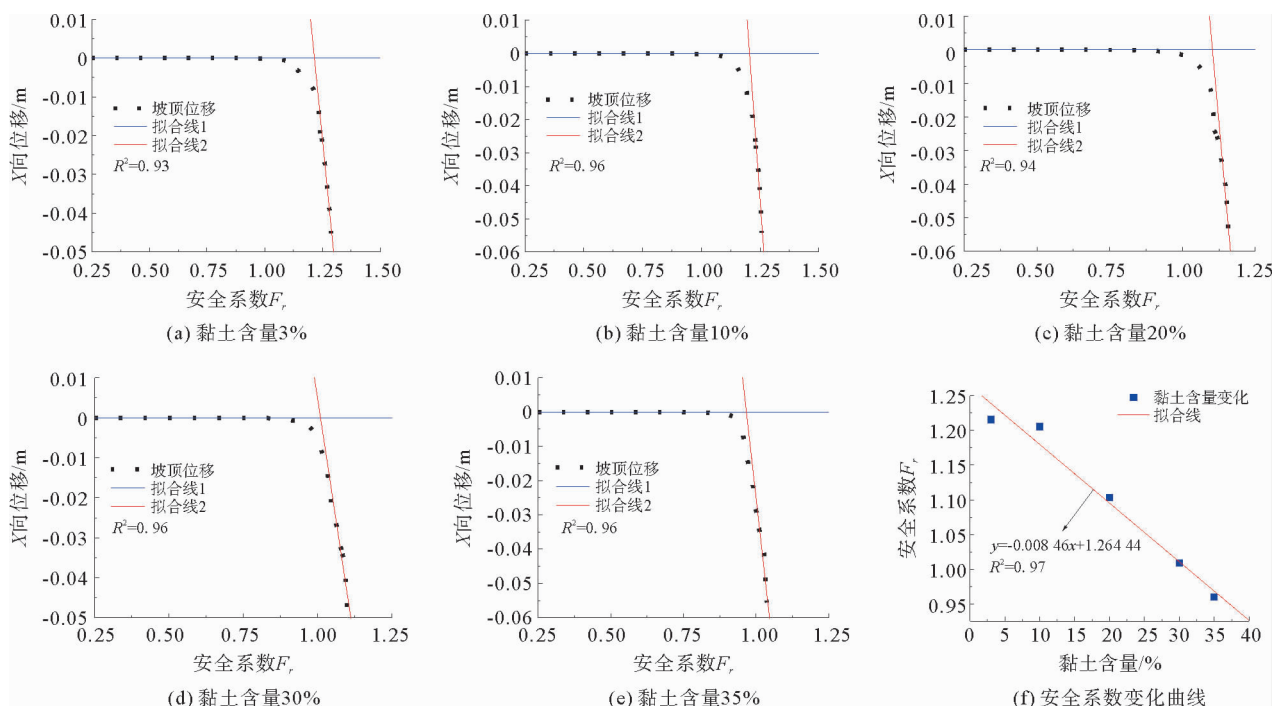 0.01
0
-0.01
-0.02
-0.03
-0.04
-0.05
X向位移/m
坡顶位移
拟合线1
拟合线2
R²=0.93
0.25 0.50 0.75 1.00 1.25 1.50
安全系数Fr
(a) 黏土含量3%
0.01
0
-0.01
-0.02
-0.03
-0.04
-0.05
-0.06
X向位移/m
坡顶位移
拟合线1
拟合线2
R²=0.96
0.25 0.50 0.75 1.00 1.25 1.50
安全系数Fr
(b) 黏土含量10%
0.01
0
-0.01
-0.02
-0.03
-0.04
-0.05
-0.06
X向位移/m
坡顶位移
拟合线1
拟合线2
R²=0.94
0.25 0.50 0.75 1.00 1.25
安全系数Fr
(c) 黏土含量20%
0.01
0
-0.01
-0.02
-0.03
-0.04
-0.05
X向位移/m
坡顶位移
拟合线1
拟合线2
R²=0.96
0.25 0.50 0.75 1.00 1.25
安全系数Fr
(d) 黏土含量30%
0.01
0
-0.01
-0.02
-0.03
-0.04
-0.05
-0.06
X向位移/m
坡顶位移
拟合线1
拟合线2
R²=0.96
0.25 0.50 0.75 1.00 1.25
安全系数Fr
(e) 黏土含量35%
1.25
1.20
1.15
1.10
1.05
1.00
0.95
安全系数Fr
黏土含量变化
拟合线
y=-0.008 46x+1.264 44
R²=0.97
0 5 10 15 20 25 30 35 40
黏土含量/%
(f) 安全系数变化曲线